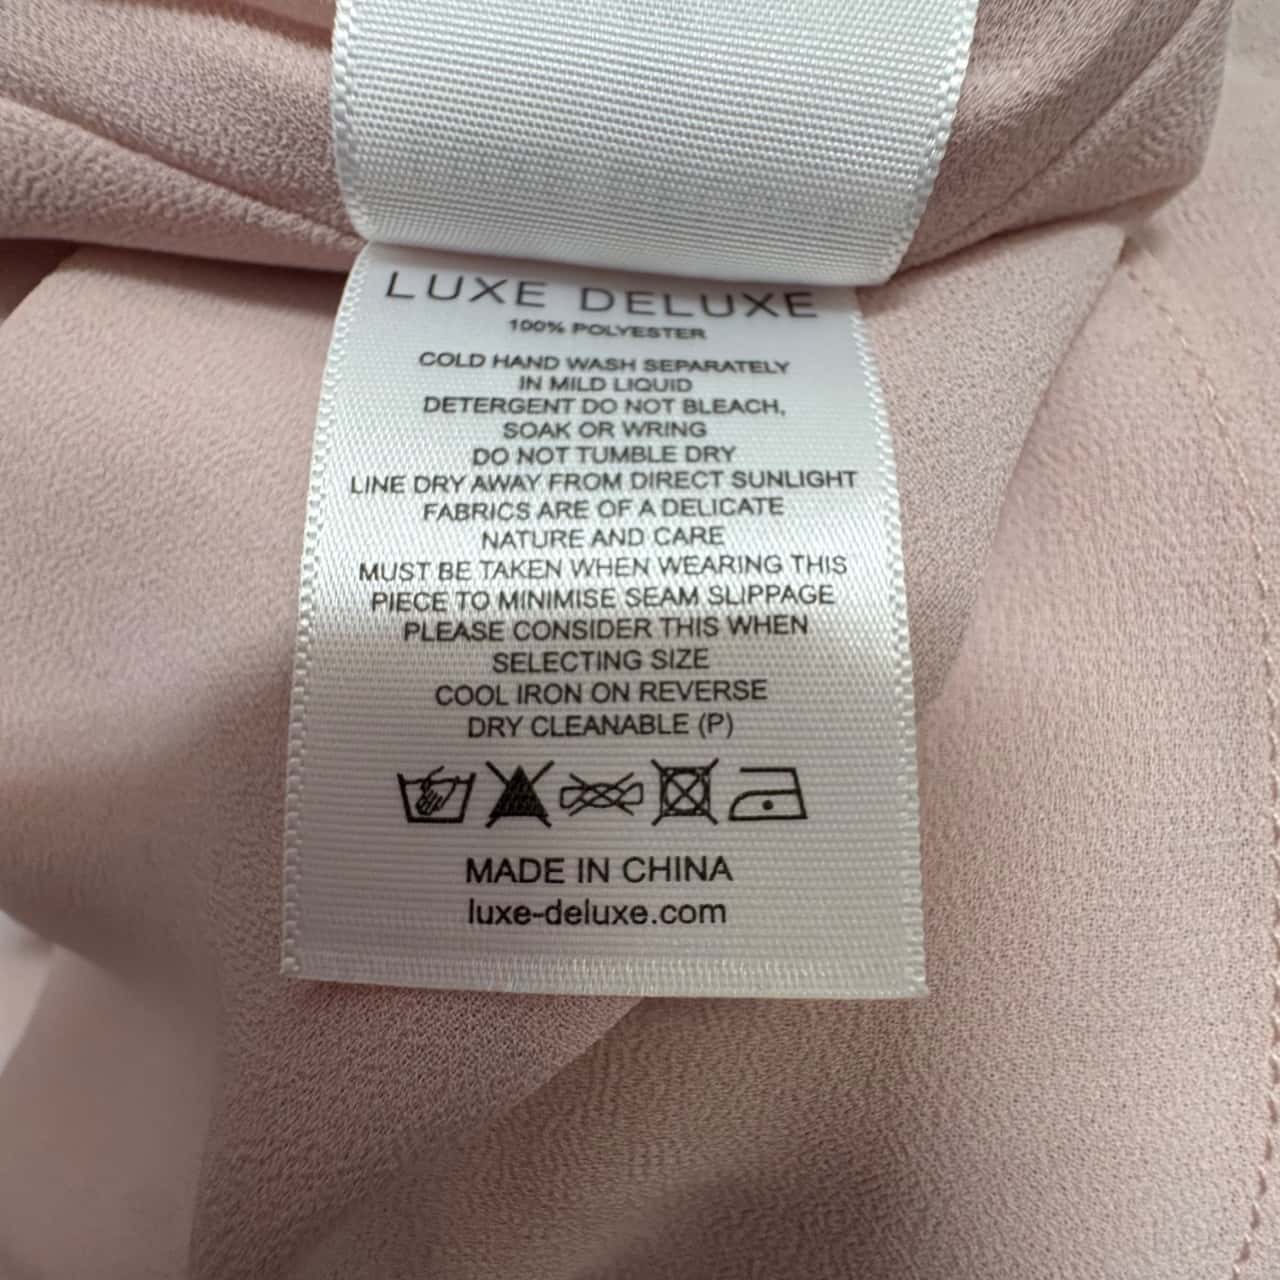 LUXE DELUXE
100% POLYESTER
COLD HAND WASH SEPARATELY
IN MILD LIQUID
DETERGENT DO NOT BLEACH,
SOAK OR WRING
DO NOT TUMBLE DRY
LINE DRY AWAY FROM DIRECT SUNLIGHT
FABRICS ARE OF A DELICATE
NATURE AND CARE
MUST BE TAKEN WHEN WEARING THIS
PIECE TO MINIMISE SEAM SLIPPAGE
PLEASE CONSIDER THIS WHEN
SELECTING SIZE
COOL IRON ON REVERSE
DRY CLEANABLE (P)
MADE IN CHINA
luxe-deluxe.com